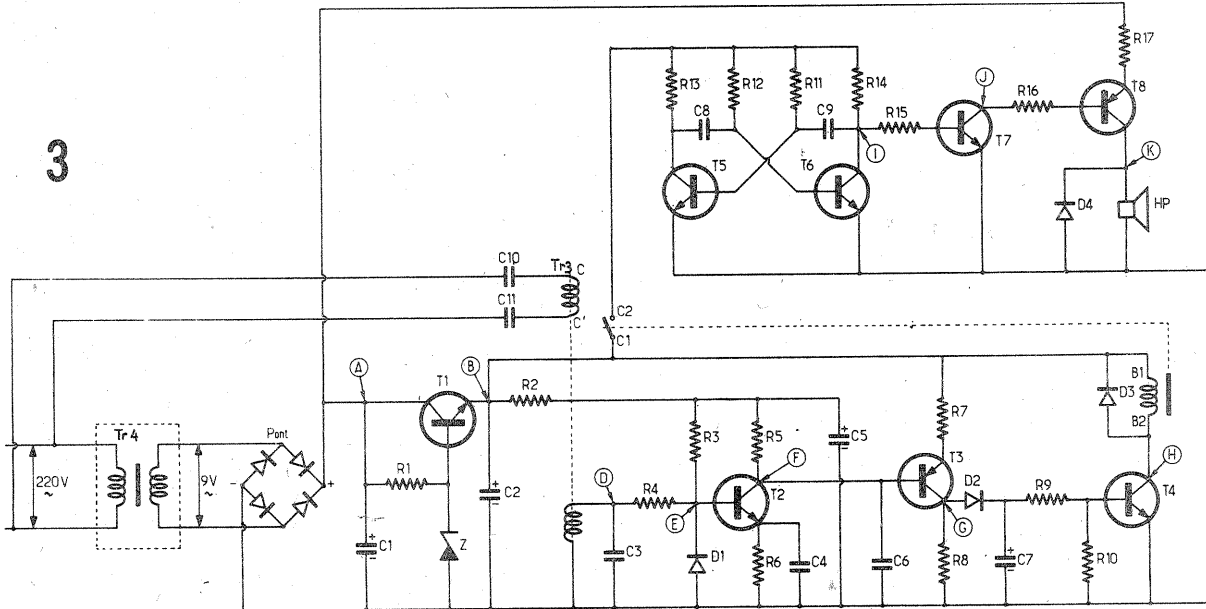 3
R17
R13
R12
R11
R14
C8
C9
R15
J
R16
T8
T5
T6
I
T7
K
D4
HP
C10
Tr3
C
C11
C'
C2
C1
A
T1
B
R2
R3
R5
C5
R7
D3
B1
B2
Tr4
Pont
220V
~
9V
~
-
+
R1
C1
+
-
Z
C2
+
-
D
R4
E
C3
D1
T2
F
R6
C4
+
-
C6
T3
D2
G
R8
R9
C7
+
-
R10
H
T4